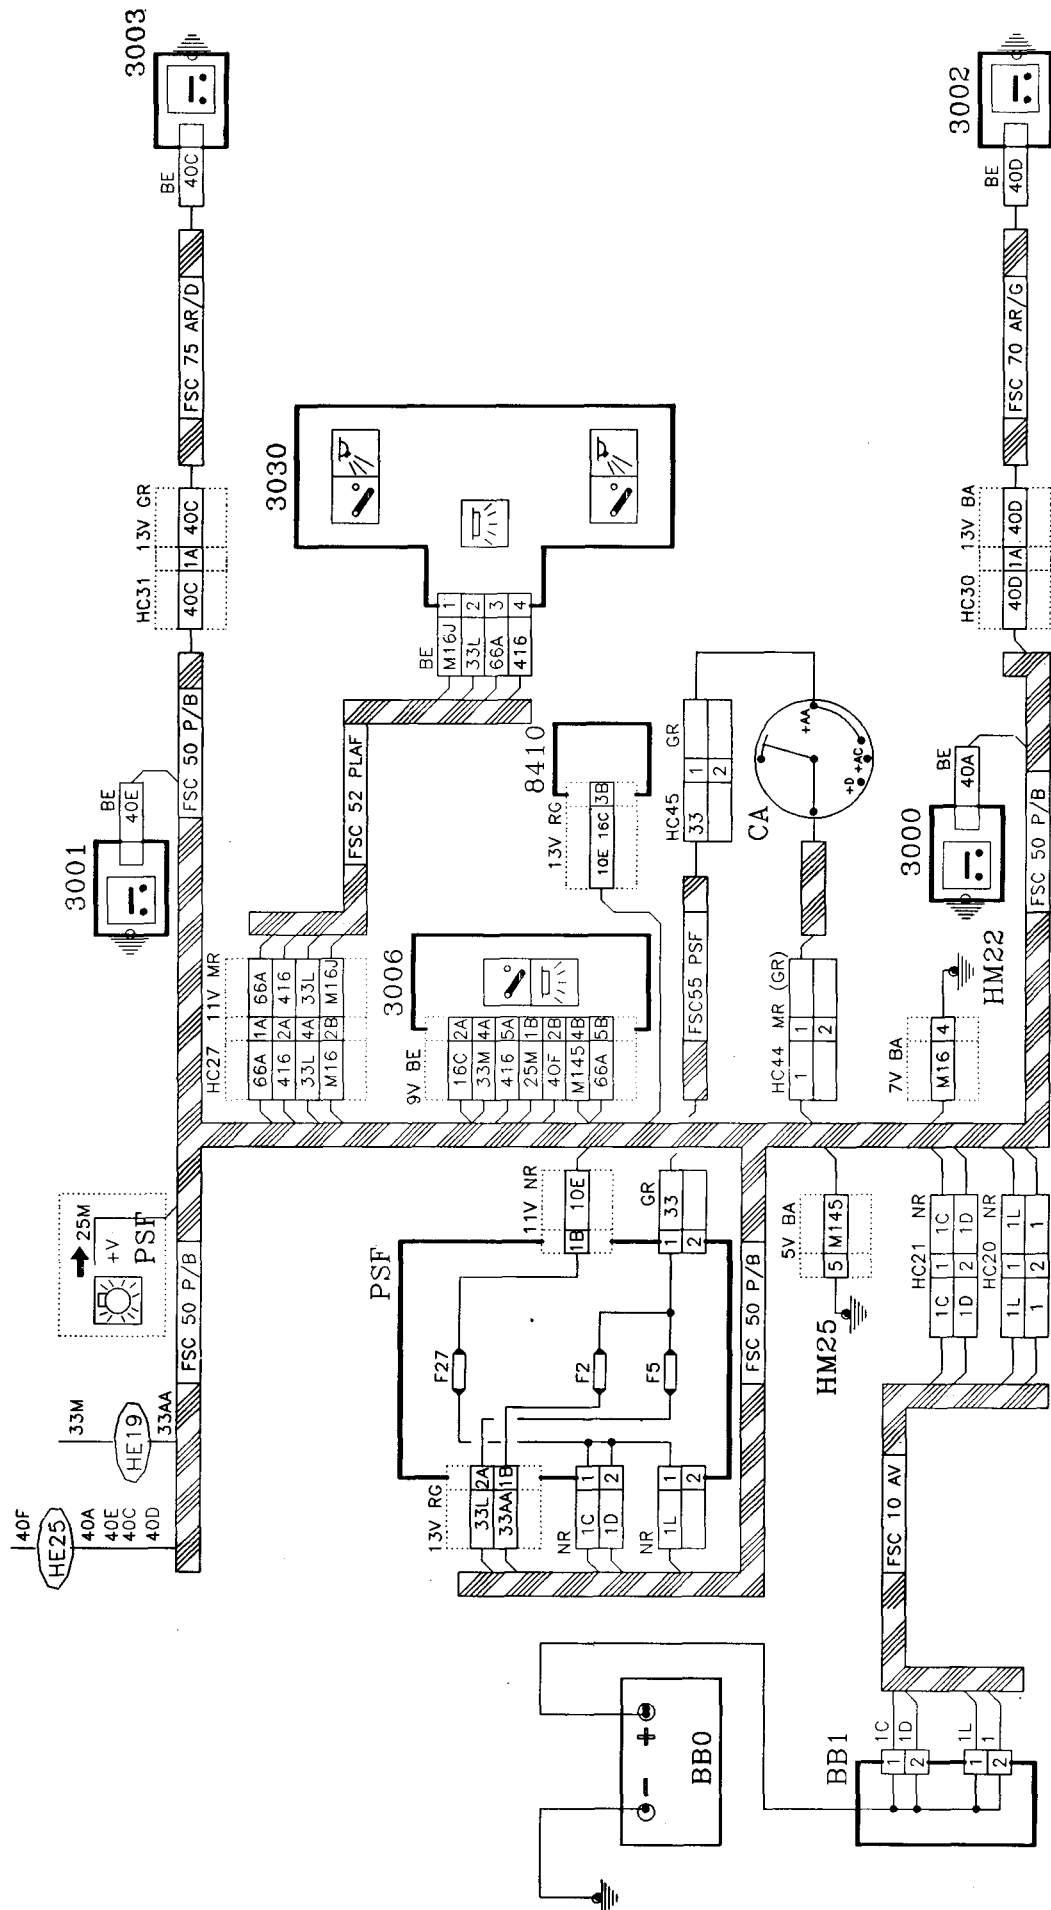 3003
BE
40C
FSC 75 AR/D
HC31 13V GR
40C 1A 40C
FSC 50 P/B
3001
BE
40E
25M
+V
PSF
FSC 50 P/B
33M
HE19
33AA
40F
HE25
40A
40E
40C
40D
3030
BE
M16J 1
33L 2
66A 3
416 4
FSC 52 PLAF
HC27 11V MR
66A 1A 66A
416 2A 416
33L 4A 33L
M16 2B M16J
3006
9V BE
16C 2A
33M 4A
416 5A
25M 1B
40F 2B
M145 4B
66A 5B
8410
13V RG
10E 16C 3B
HC45 GR
33 1
2
FSC55 PSF
CA
+AA
+AC
+D
HC44 MR (GR)
1 1
2
PSF
11V NR
1B 10E
GR
1 33
2
F27
F2
F5
13V RG
33L 2A
33AA 1B
NR
1C 1
1D 2
NR
1L 1
2
FSC 50 P/B
3002
BE
40D
FSC 70 AR/G
HC30 13V BA
40D 1A 40D
3000
BE
40A
FSC 50 P/B
HM22
7V BA
M16 4
5V BA
5 M145
HM25
HC21 NR
1C 1 1C
1D 2 1D
HC20 NR
1L 1 1L
1 2 1
FSC 10 AV
BB0
+
-
BB1
1 1C
2 1D
1 1L
2 1